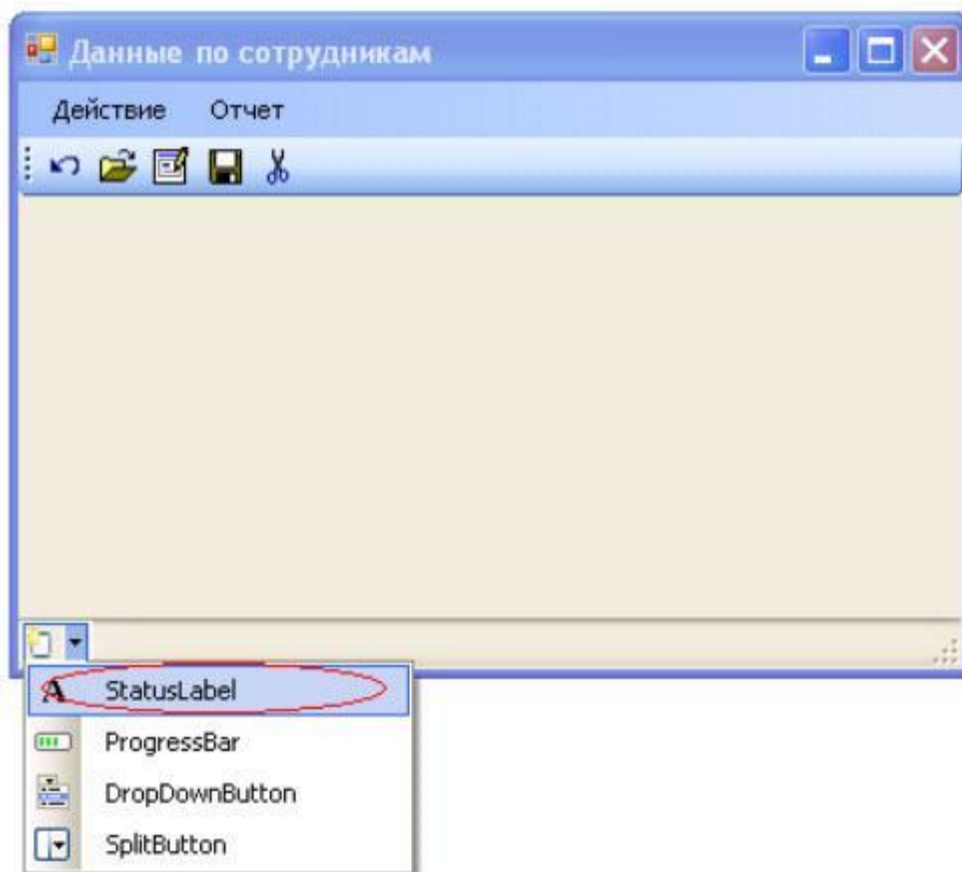 Данные по сотрудникам
Действие Отчет
StatusLabel
ProgressBar
DropDownButton
SplitButton